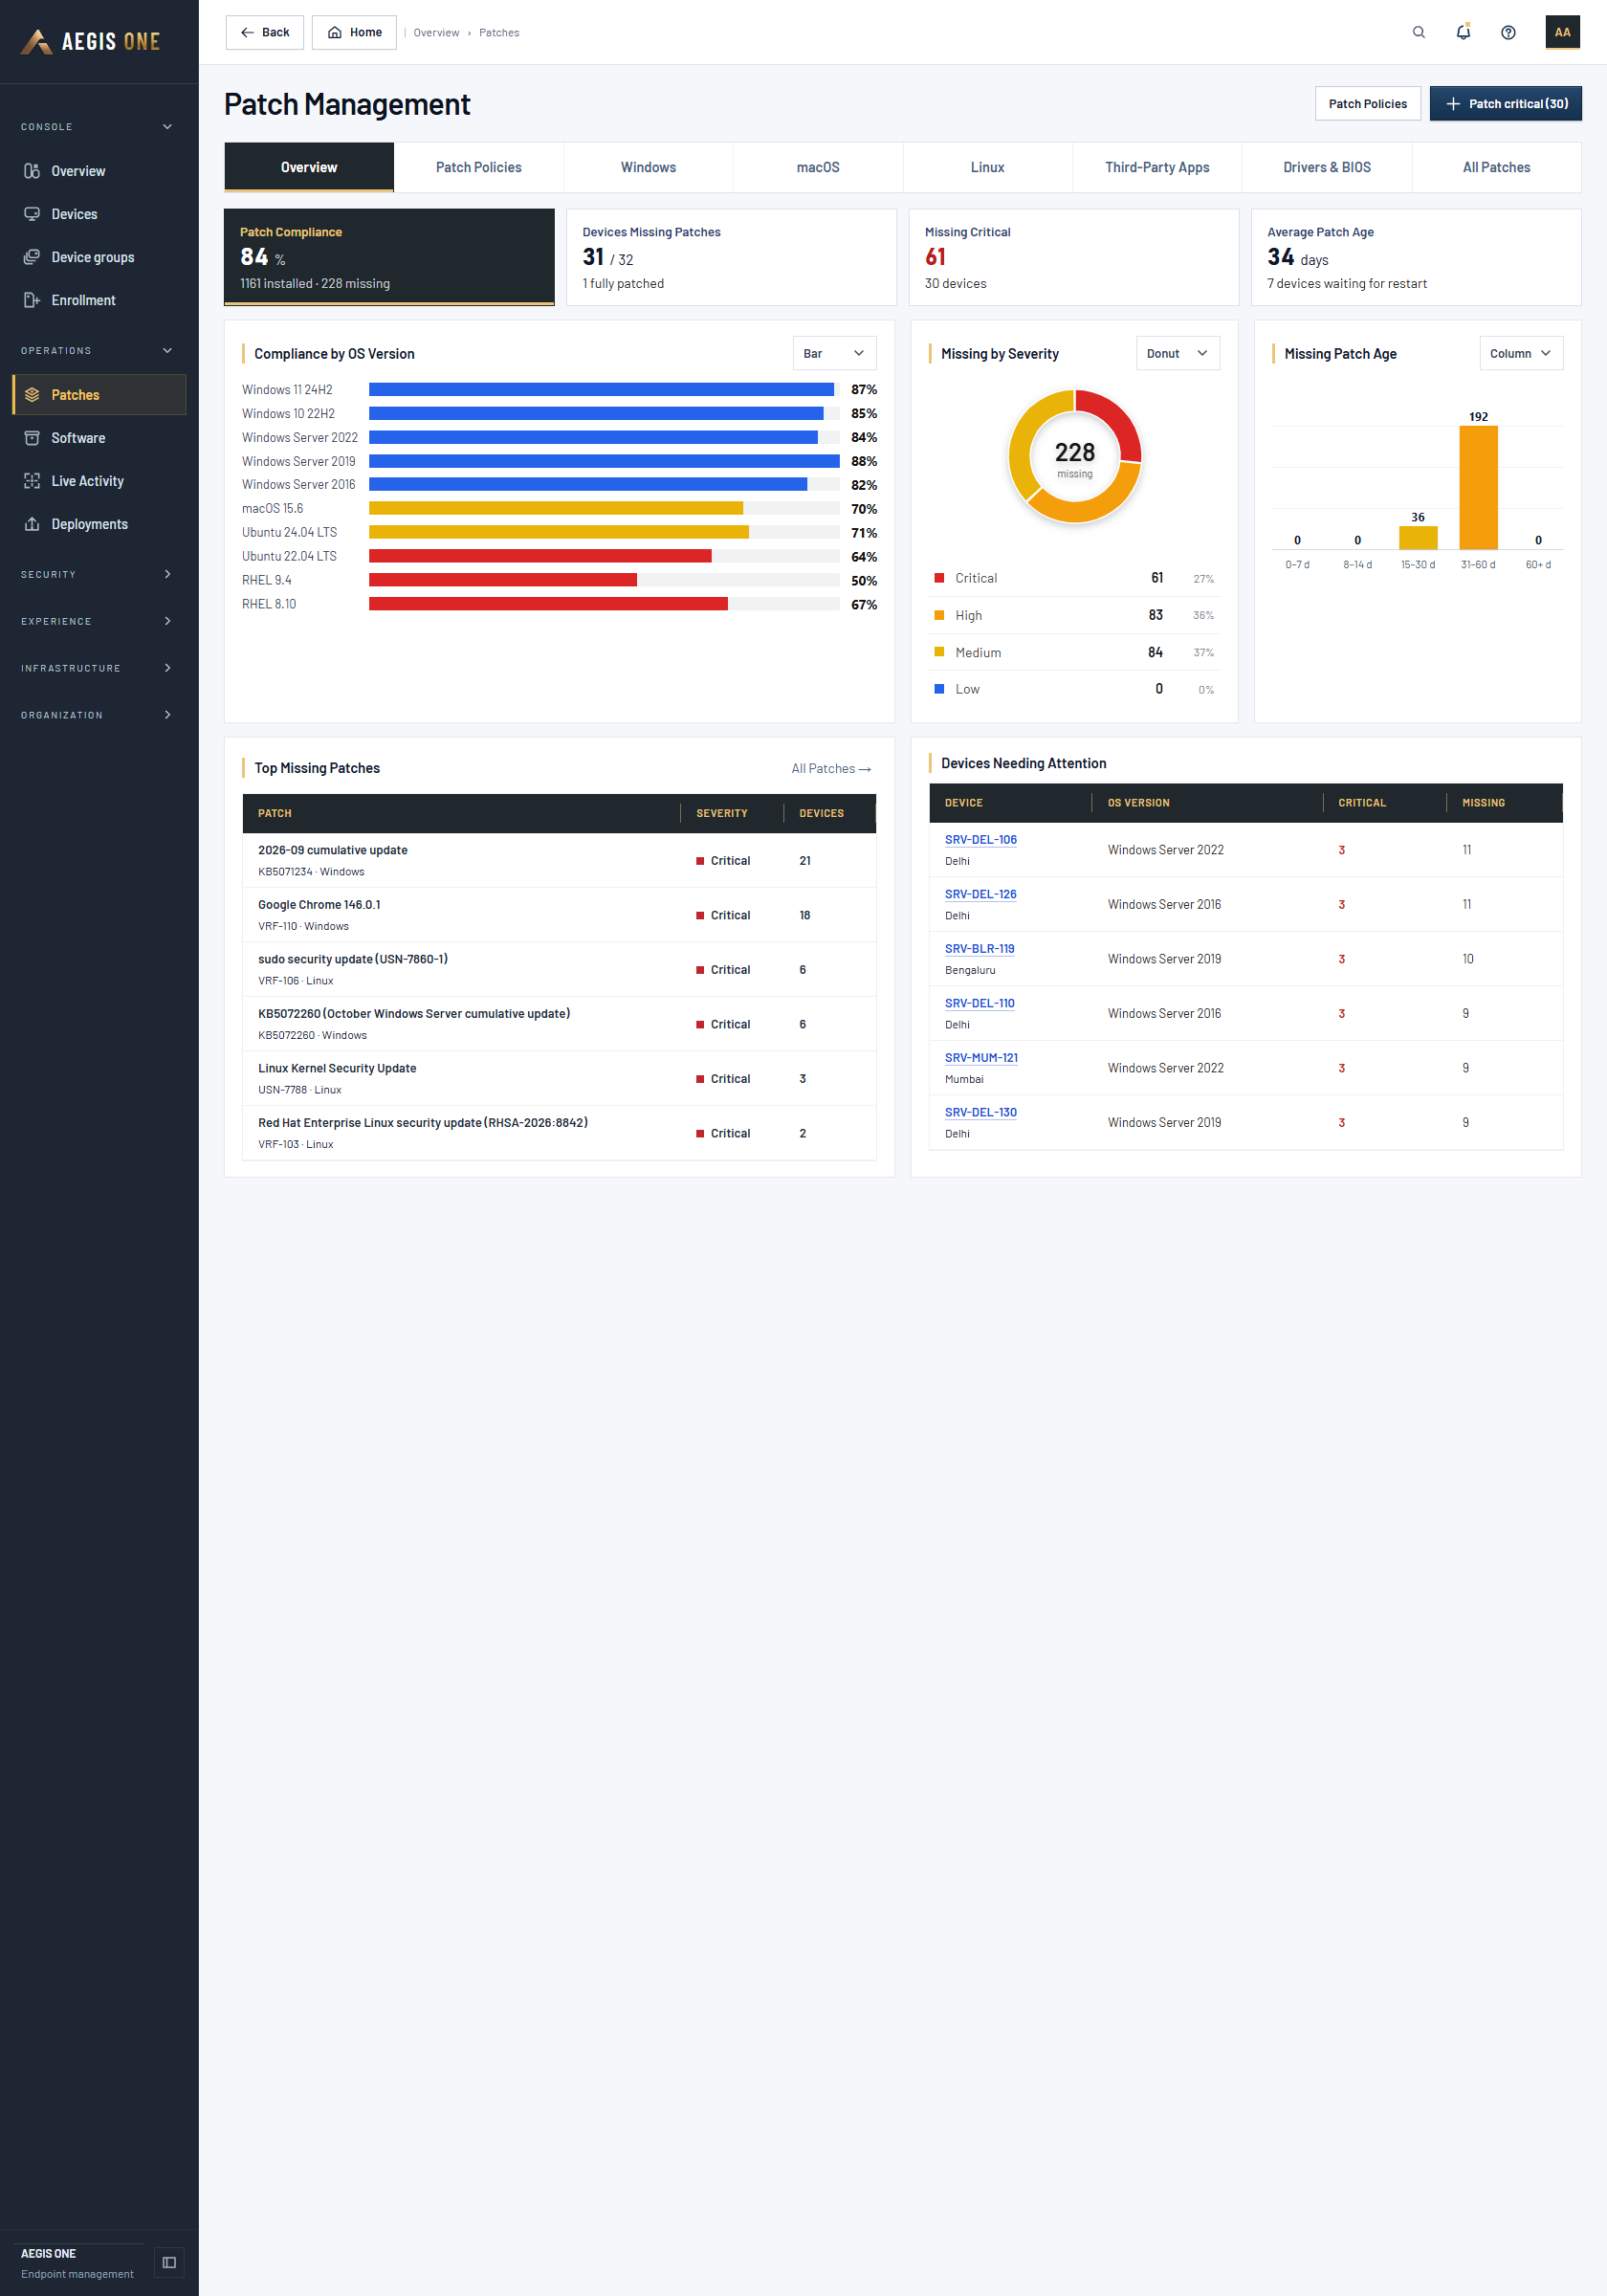 AEGIS ONE
Back
Home
| Overview › Patches
AA
CONSOLE
Overview
Devices
Device groups
Enrollment
OPERATIONS
Patches
Software
Live Activity
Deployments
SECURITY
EXPERIENCE
INFRASTRUCTURE
ORGANIZATION
AEGIS ONE
Endpoint management
Patch Management
Patch Policies
Patch critical (30)
Overview
Patch Policies
Windows
macOS
Linux
Third-Party Apps
Drivers & BIOS
All Patches
Patch Compliance
84 %
1161 installed · 228 missing
Devices Missing Patches
31 / 32
1 fully patched
Missing Critical
61
30 devices
Average Patch Age
34 days
7 devices waiting for restart
Compliance by OS Version
Bar
Windows 11 24H2 87%
Windows 10 22H2 85%
Windows Server 2022 84%
Windows Server 2019 88%
Windows Server 2016 82%
macOS 15.6 70%
Ubuntu 24.04 LTS 71%
Ubuntu 22.04 LTS 64%
RHEL 9.4 50%
RHEL 8.10 67%
Missing by Severity
Donut
228
missing
Critical 61 27%
High 83 36%
Medium 84 37%
Low 0 0%
Missing Patch Age
Column
0 0 36 192 0
0–7 d 8–14 d 15–30 d 31–60 d 60+ d
Top Missing Patches
All Patches →
PATCH SEVERITY DEVICES
2026-09 cumulative update
KB5071234 · Windows
Critical 21
Google Chrome 146.0.1
VRF-110 · Windows
Critical 18
sudo security update (USN-7860-1)
VRF-106 · Linux
Critical 6
KB5072260 (October Windows Server cumulative update)
KB5072260 · Windows
Critical 6
Linux Kernel Security Update
USN-7788 · Linux
Critical 3
Red Hat Enterprise Linux security update (RHSA-2026:8842)
VRF-103 · Linux
Critical 2
Devices Needing Attention
DEVICE OS VERSION CRITICAL MISSING
SRV-DEL-106
Delhi
Windows Server 2022 3 11
SRV-DEL-126
Delhi
Windows Server 2016 3 11
SRV-BLR-119
Bengaluru
Windows Server 2019 3 10
SRV-DEL-110
Delhi
Windows Server 2016 3 9
SRV-MUM-121
Mumbai
Windows Server 2022 3 9
SRV-DEL-130
Delhi
Windows Server 2019 3 9